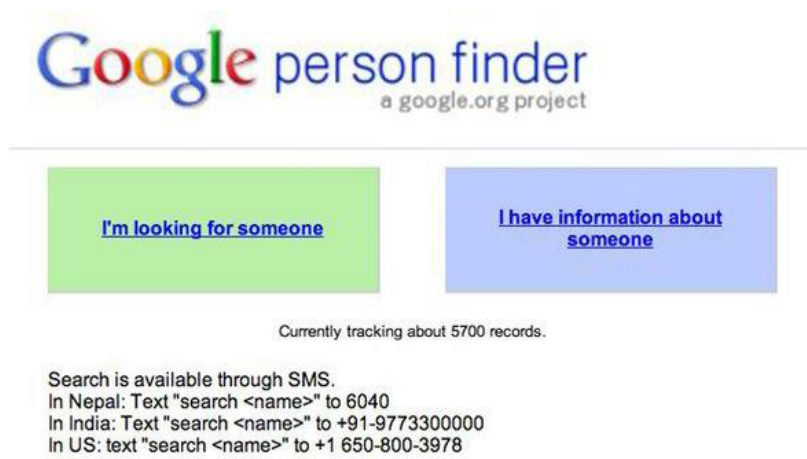 Google person finder
a google.org project
I'm looking for someone
I have information about
someone
Currently tracking about 5700 records.
Search is available through SMS.
In Nepal: Text "search <name>" to 6040
In India: Text "search <name>" to +91-9773300000
In US: text "search <name>" to +1 650-800-3978